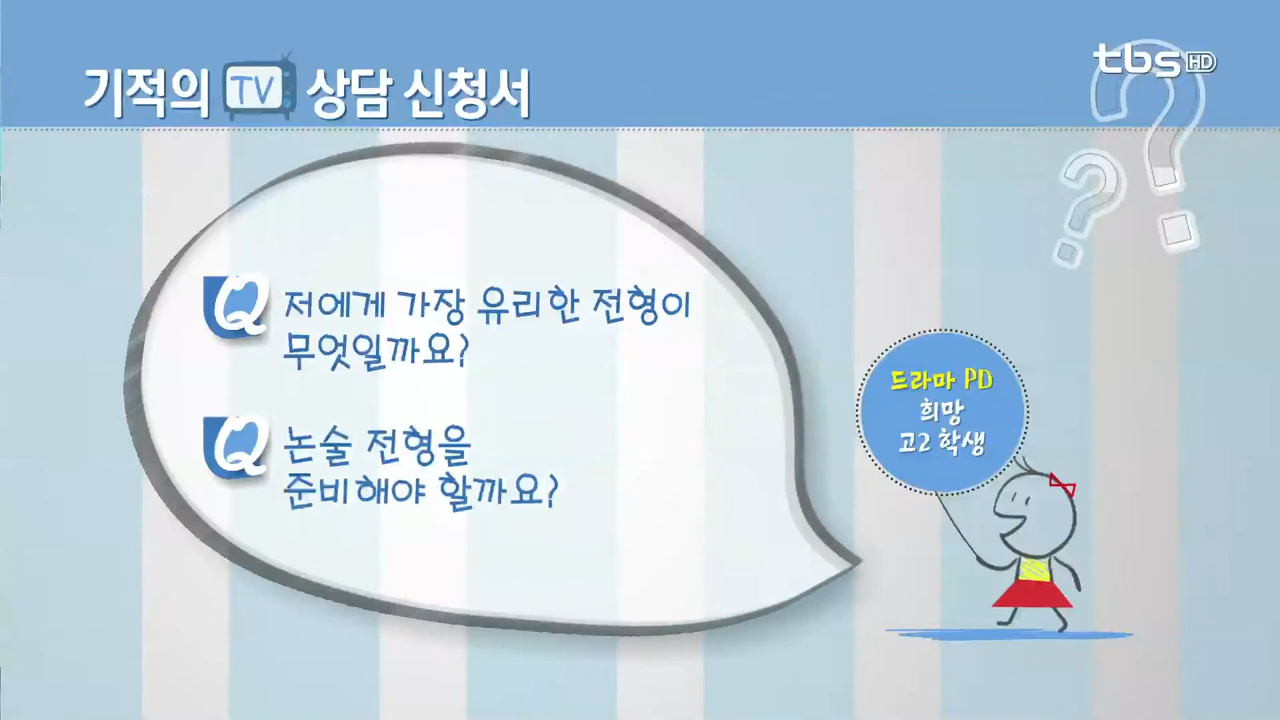 기적의 TV 상담 신청서
tbs HD
Q 저에게 가장 유리한 전형이
무엇일까요?
Q 논술 전형을
준비해야 할까요?
드라마 PD
희망
고2 학생